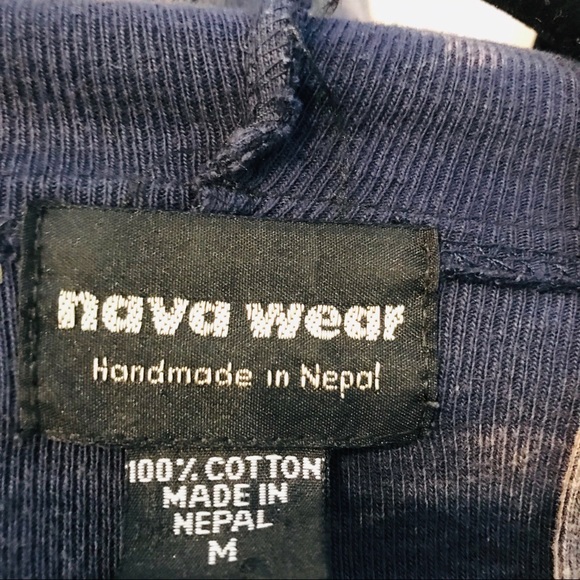 nava wear
Handmade in Nepal
100% COTTON
MADE IN
NEPAL
M